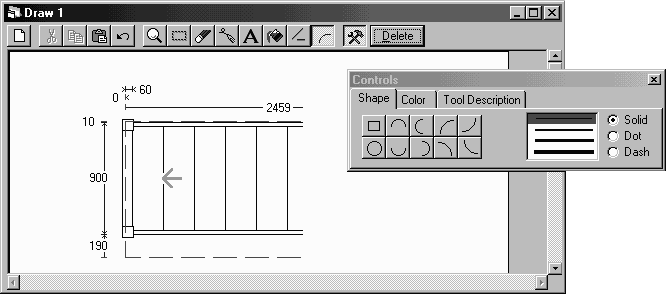 Draw 1
A
Delete
Controls
Shape
Color
Tool Description
Solid
Dot
Dash
60
0
2459
10
900
190